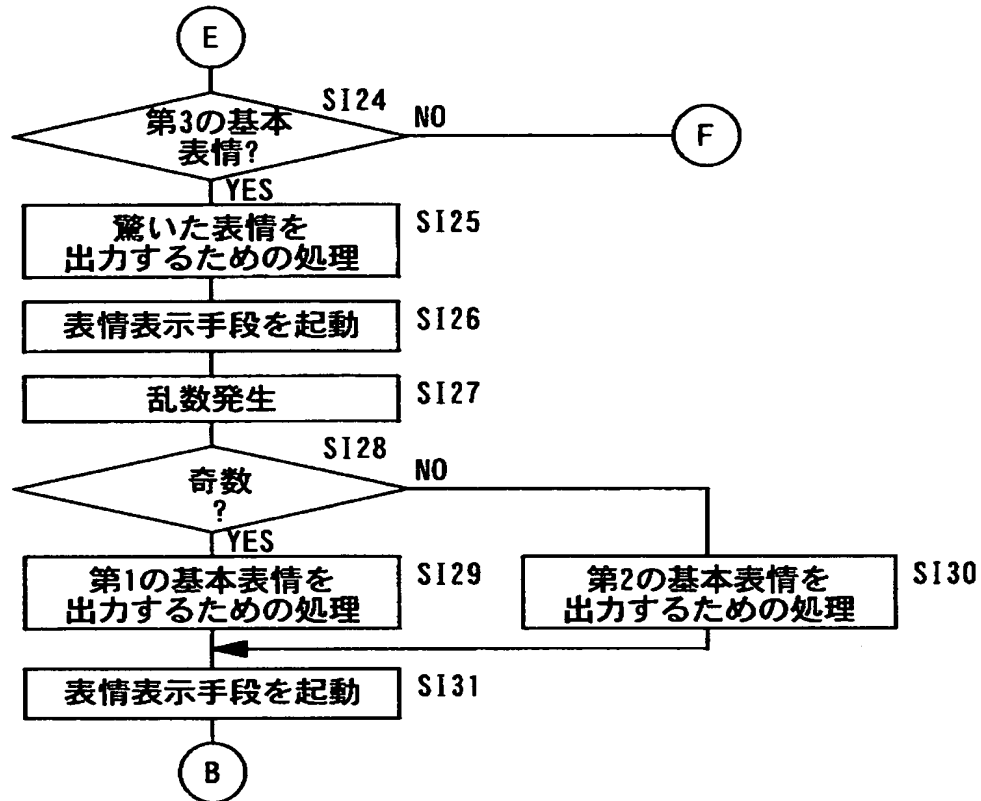 E
SI24
NO
第3の基本
表情?
F
YES
驚いた表情を
出力するための処理
SI25
表情表示手段を起動
SI26
乱数発生
SI27
SI28
NO
奇数
?
YES
第1の基本表情を
出力するための処理
SI29
第2の基本表情を
出力するための処理
SI30
表情表示手段を起動
SI31
B